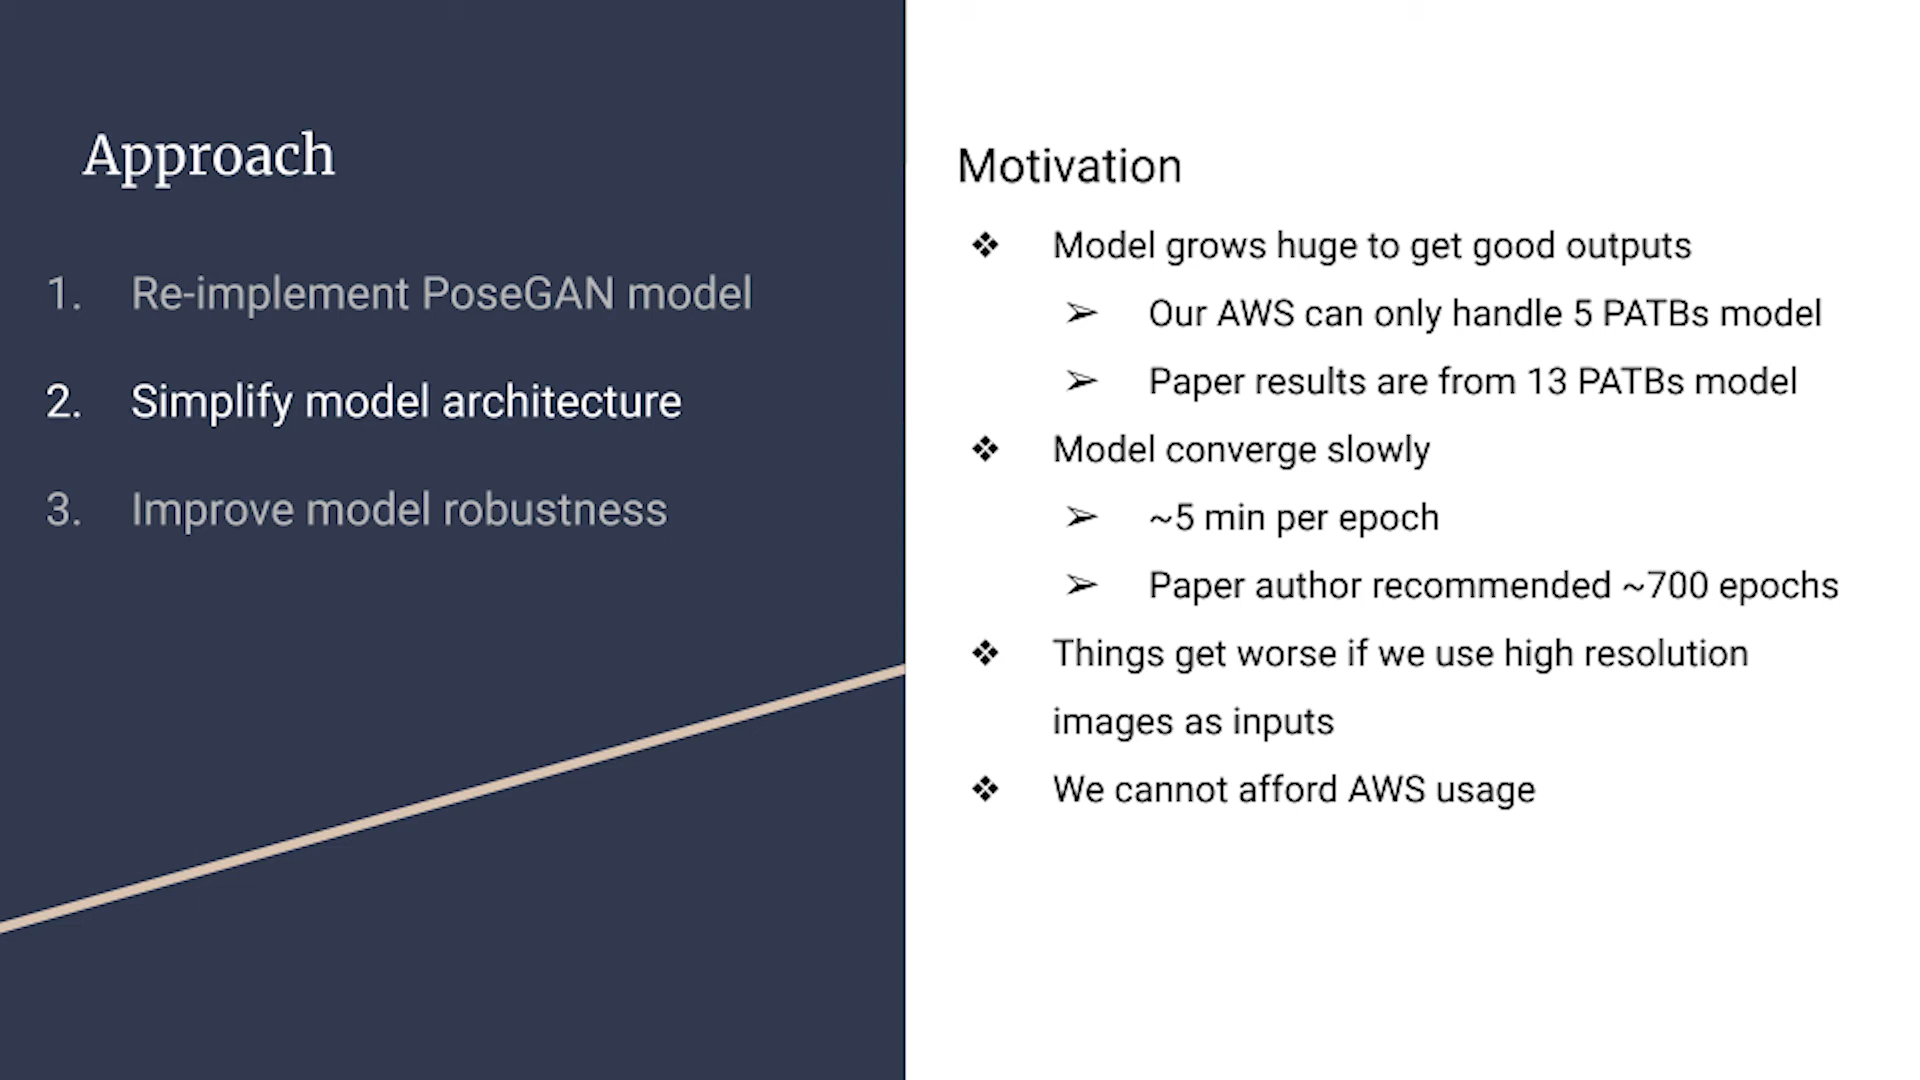 Approach
1. Re-implement PoseGAN model
2. Simplify model architecture
3. Improve model robustness
Motivation
❖ Model grows huge to get good outputs
➢ Our AWS can only handle 5 PATBs model
➢ Paper results are from 13 PATBs model
❖ Model converge slowly
➢ ~5 min per epoch
➢ Paper author recommended ~700 epochs
❖ Things get worse if we use high resolution
images as inputs
❖ We cannot afford AWS usage